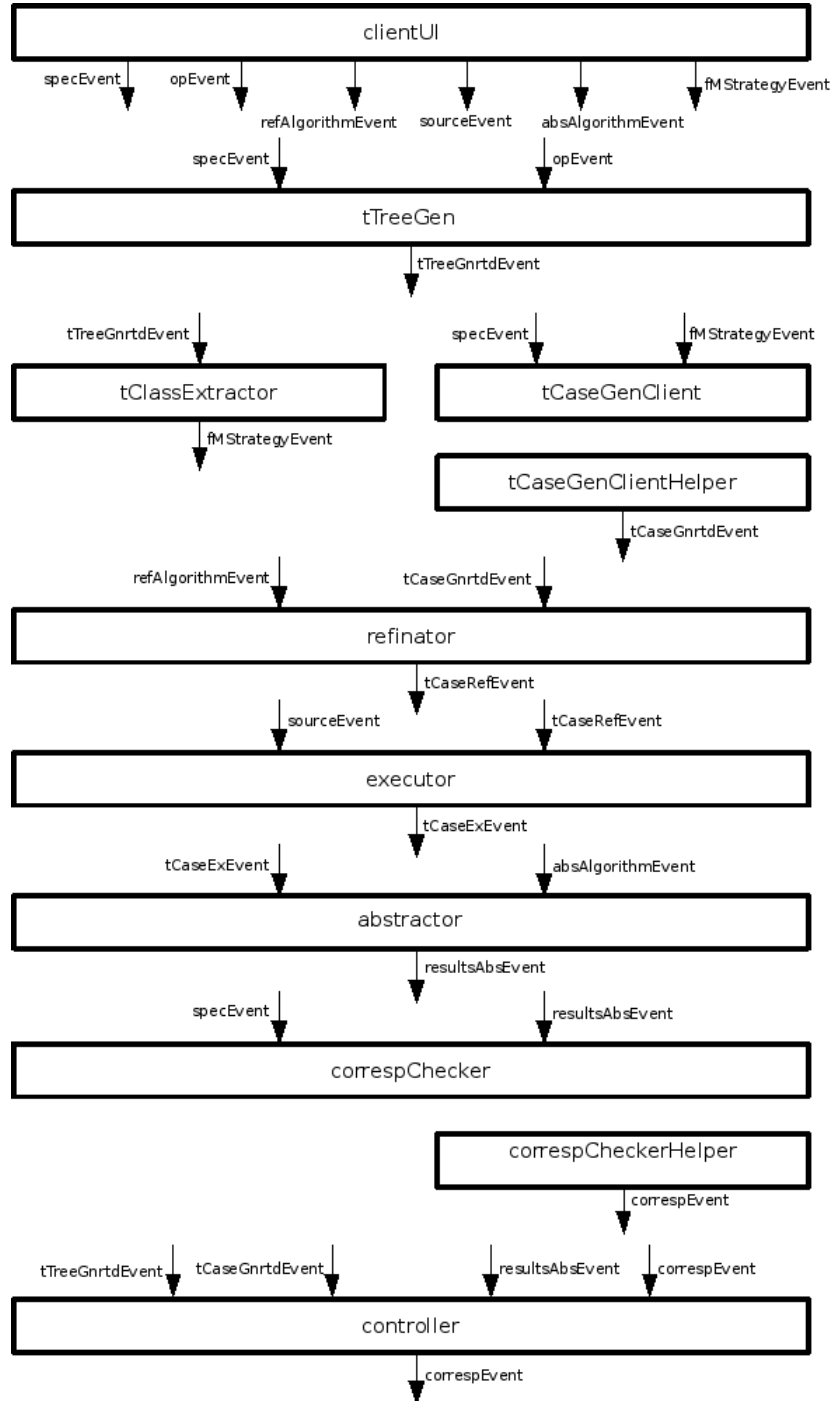 clientUI
specEvent
opEvent
refAlgorithmEvent
sourceEvent
absAlgorithmEvent
fMStrategyEvent
specEvent
opEvent
tTreeGen
tTreeGnrtdEvent
tTreeGnrtdEvent
specEvent
fMStrategyEvent
tClassExtractor
tCaseGenClient
fMStrategyEvent
tCaseGenClientHelper
tCaseGnrtdEvent
refAlgorithmEvent
tCaseGnrtdEvent
refinator
tCaseRefEvent
sourceEvent
tCaseRefEvent
executor
tCaseExEvent
tCaseExEvent
absAlgorithmEvent
abstractor
resultsAbsEvent
specEvent
resultsAbsEvent
correspChecker
correspCheckerHelper
correspEvent
tTreeGnrtdEvent
tCaseGnrtdEvent
resultsAbsEvent
correspEvent
controller
correspEvent